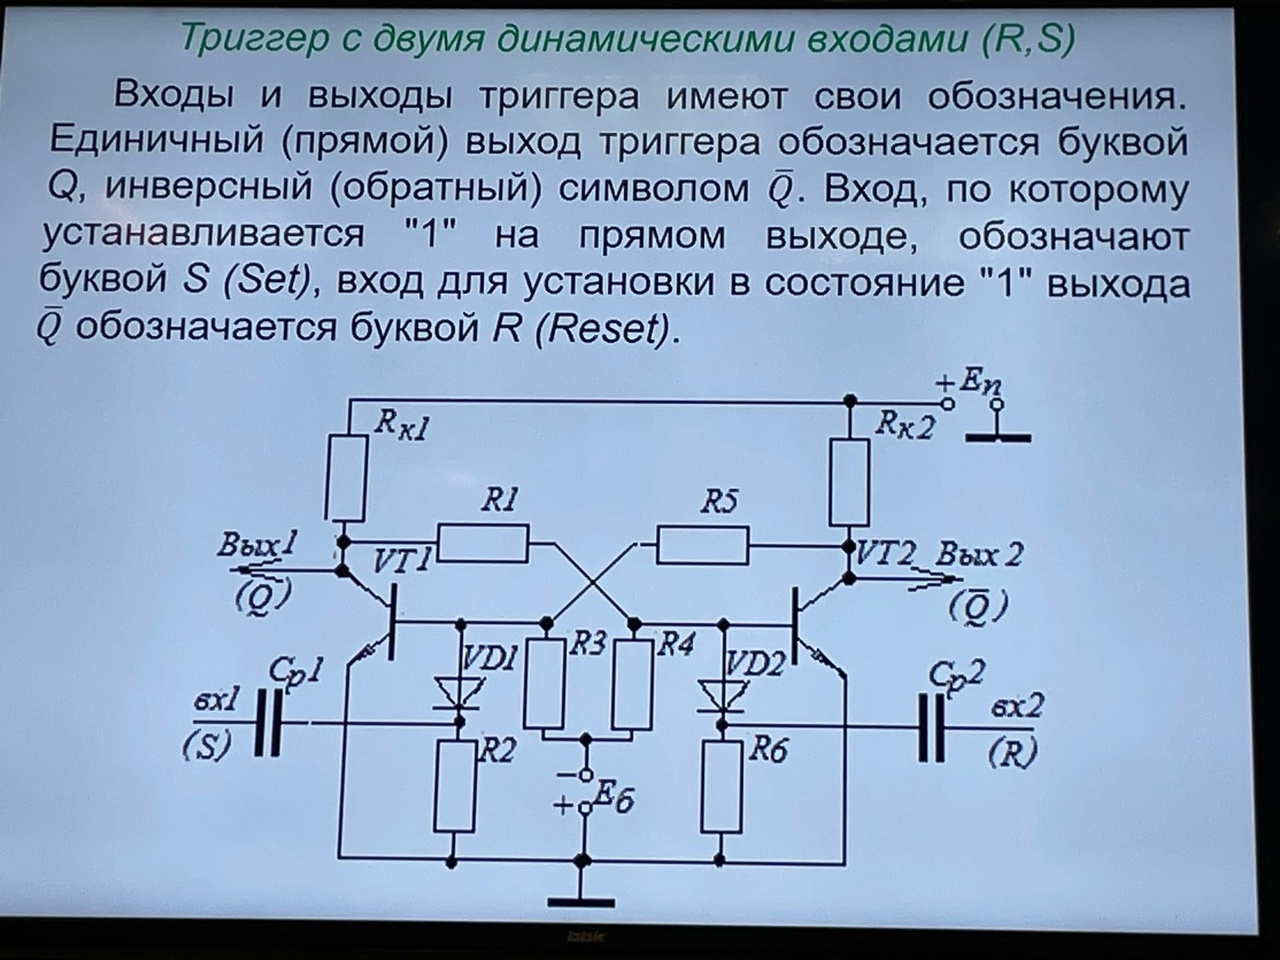 Триггер с двумя динамическими входами (R,S)
Входы и выходы триггера имеют свои обозначения.
Единичный (прямой) выход триггера обозначается буквой
Q, инверсный (обратный) символом Q̅. Вход, по которому
устанавливается "1" на прямом выходе, обозначают
буквой S (Set), вход для установки в состояние "1" выхода
Q̅ обозначается буквой R (Reset).
+Eп
Rк1
Rк2
R1
R5
Вых1
VT1
VT2
Вых 2
(Q)
(Q̅)
R3
R4
VD1
VD2
Cр1
Cр2
вх1
вх2
(S)
(R)
R2
R6
−
+
Eб
bbk